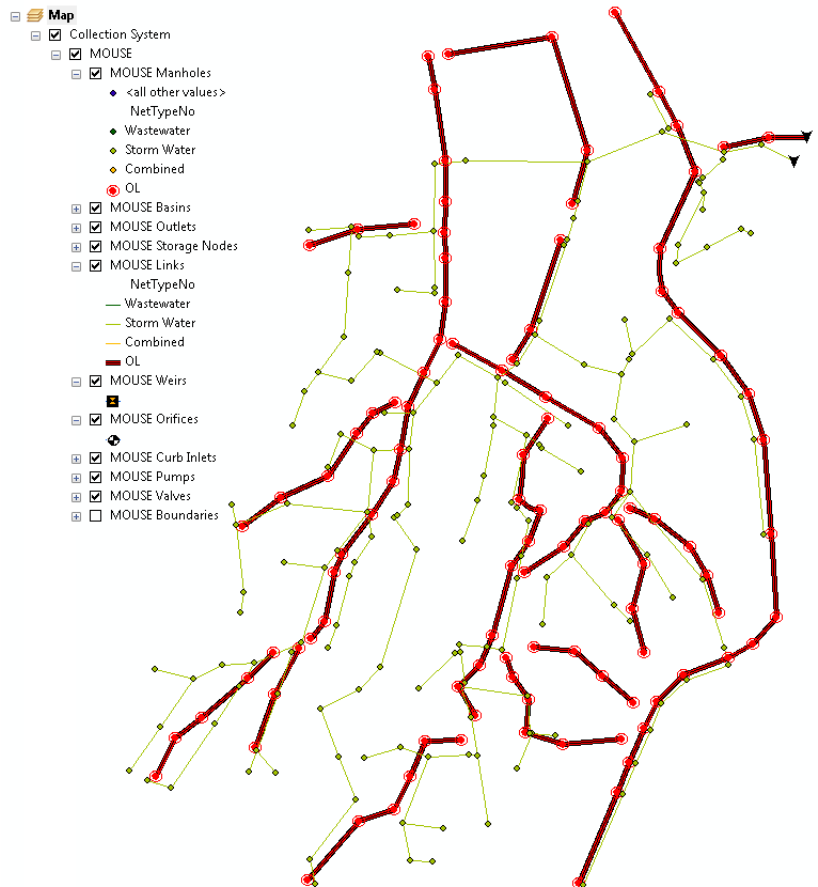 Map
Collection System
MOUSE
MOUSE Manholes
<all other values>
NetTypeNo
Wastewater
Storm Water
Combined
OL
MOUSE Basins
MOUSE Outlets
MOUSE Storage Nodes
MOUSE Links
NetTypeNo
Wastewater
Storm Water
Combined
OL
MOUSE Weirs
MOUSE Orifices
MOUSE Curb Inlets
MOUSE Pumps
MOUSE Valves
MOUSE Boundaries